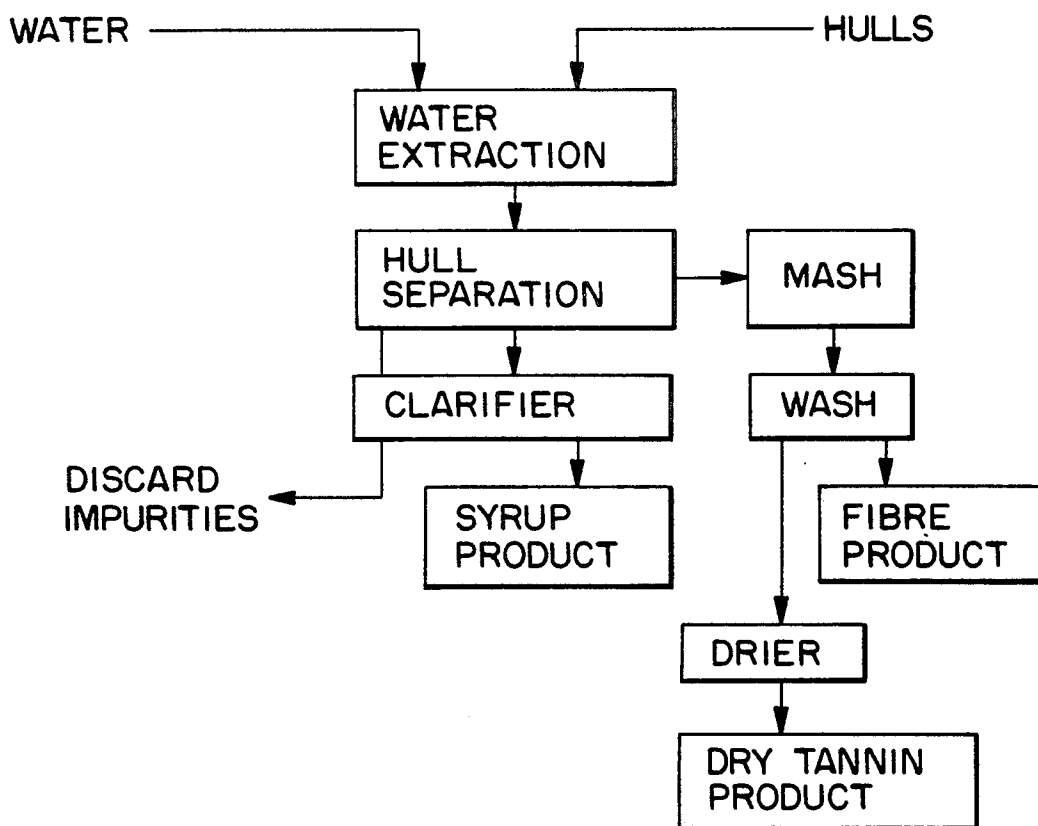 WATER
HULLS
WATER
EXTRACTION
HULL
SEPARATION
MASH
CLARIFIER
WASH
DISCARD
IMPURITIES
SYRUP
PRODUCT
FIBRE
PRODUCT
DRIER
DRY TANNIN
PRODUCT